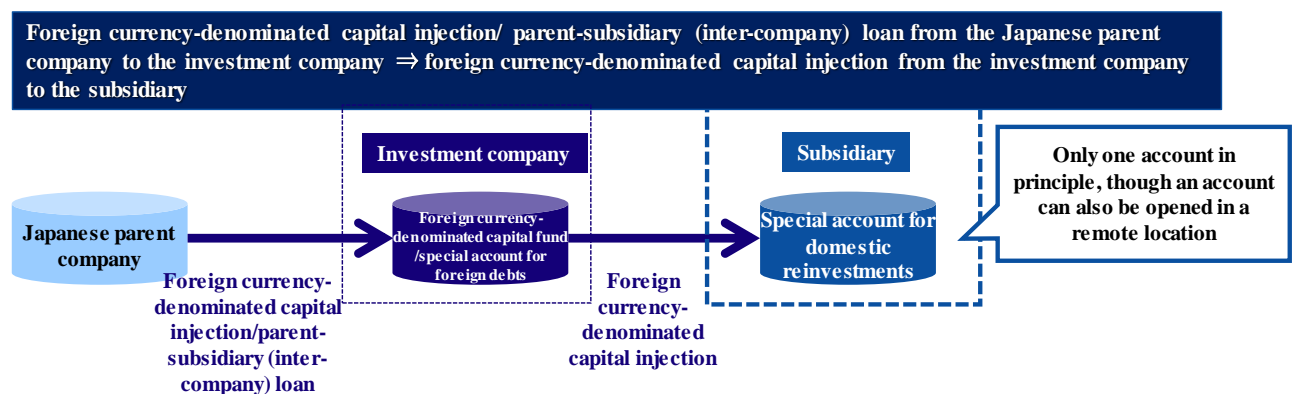 Foreign currency-denominated capital injection/ parent-subsidiary (inter-company) loan from the Japanese parent
company to the investment company ⇒ foreign currency-denominated capital injection from the investment company
to the subsidiary
Investment company
Subsidiary
Japanese parent
company
Foreign currency-
denominated capital fund
/special account for
foreign debts
Special account for
domestic
reinvestments
Only one account in
principle, though an account
can also be opened in a
remote location
Foreign currency-
denominated capital
injection/parent-
subsidiary (inter-
company) loan
Foreign
currency-
denominated
capital injection